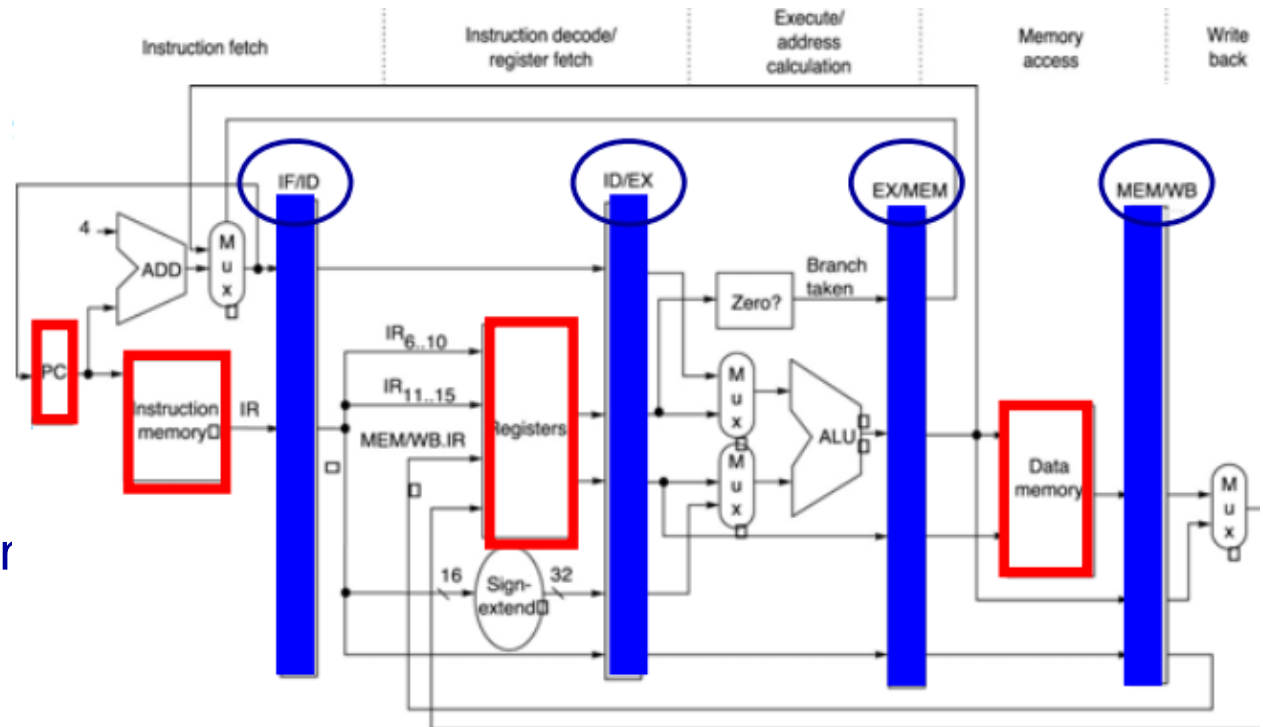 Instruction fetch
Instruction decode/
register fetch
Execute/
address
calculation
Memory
access
Write
back
IF/ID
ID/EX
EX/MEM
MEM/WB
4
ADD
M
u
x
Branch
taken
Zero?
PC
Instruction
memory
IR
IR6..10
IR11..15
MEM/WB.IR
Registers
M
u
x
M
u
x
ALU
Data
memory
M
u
x
r
16
Sign-
extend
32